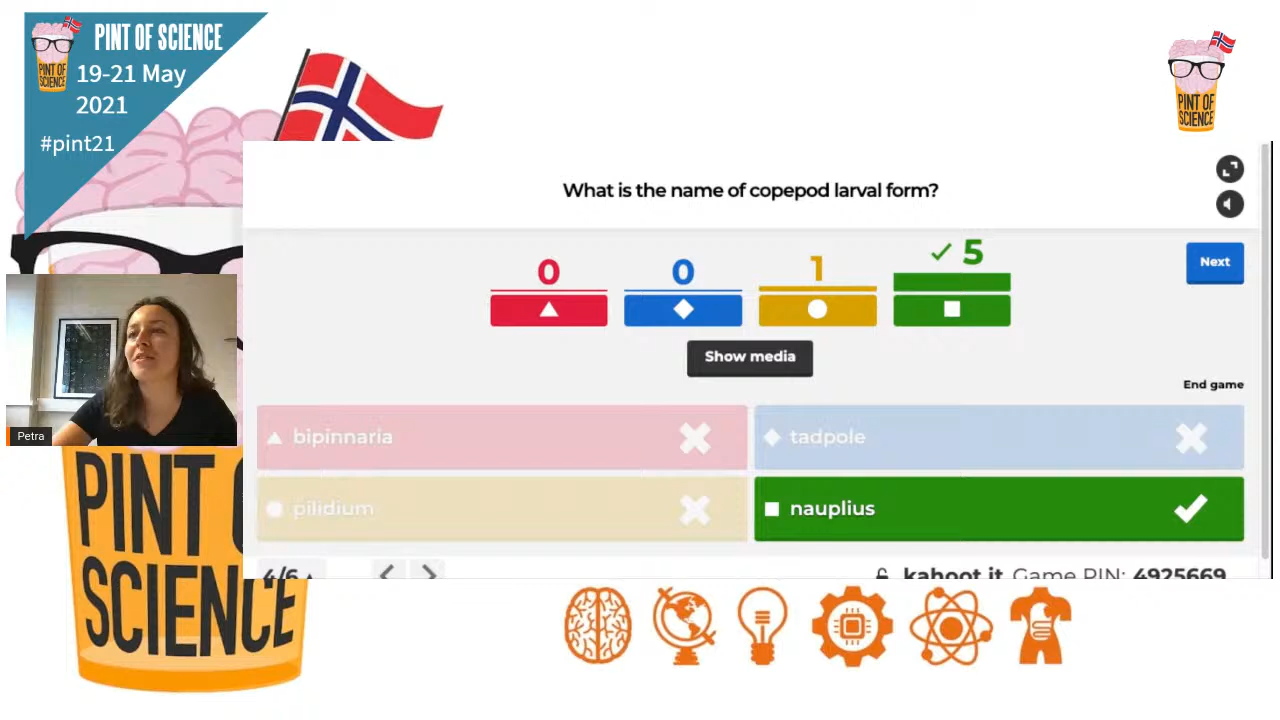 PINT OF SCIENCE
19-21 May
2021
#pint21
PINT OF
SCIENCE
PINT OF
SCIENCE
What is the name of copepod larval form?
0
0
1
5
Next
Show media
End game
bipinnaria
tadpole
pilidium
nauplius
Petra
4/6
kahoot.it Game PIN: 4925669
PINT O
SCIENCE